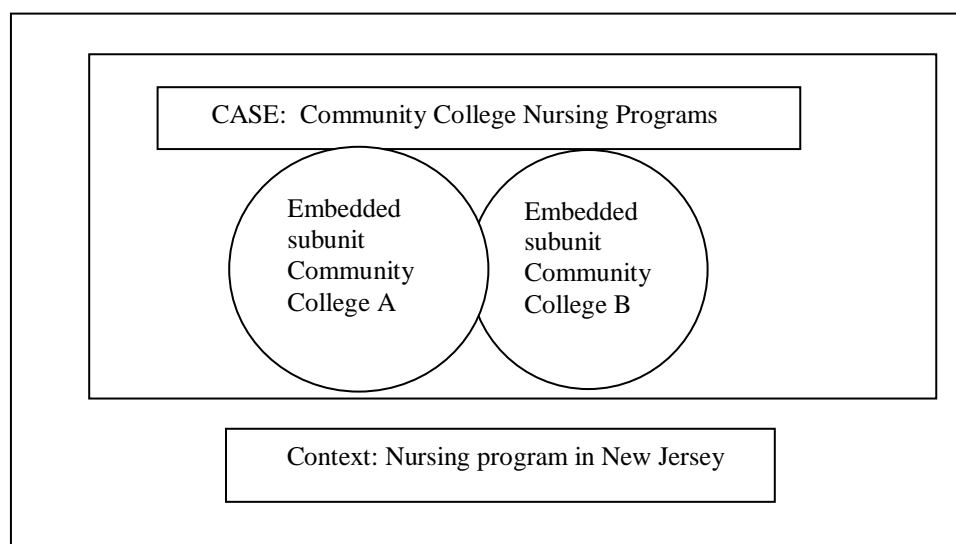 CASE:  Community College Nursing Programs
Embedded
subunit
Community
College A
Embedded
subunit
Community
College B
Context: Nursing program in New Jersey